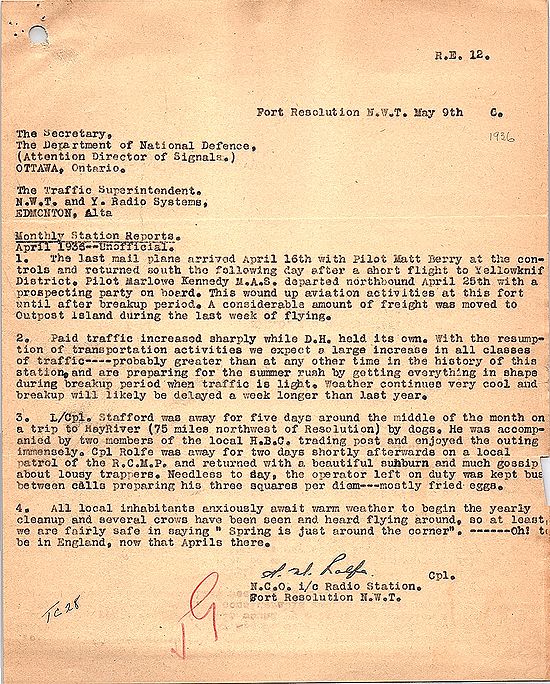 R.E. 12.
Fort Resolution N.W.T. May 9th 6.
1936
The Secretary,
The Department of National Defence,
(Attention Director of Signals.)
OTTAWA, Ontario.
The Traffic Superintendent.
N.W.T. and Y. Radio Systems,
EDMONTON, Alta
Monthly Station Reports.
April 1936--Unofficial.
1. The last mail plane arrived April 16th with Pilot Matt Berry at the con-
trols and returned south the following day after a short flight to Yellowknif
District. Pilot Marlowe Kennedy M.A.S. departed northbound April 25th with a
prospecting party on board. This wound up aviation activities at this fort
until after breakup period. A considerable amount of freight was moved to
Outpost Island during the last week of flying.
2. Paid traffic increased sharply while D.H. held its own. With the resump-
tion of transportation activities we expect a large increase in all classes
of traffic----probably greater than at any other time in the history of this
station, and are preparing for the summer rush by getting everything in shape
during breakup period when traffic is light. Weather continues very cool and
breakup will likely be delayed a week longer than last year.
3. L/Cpl. Stafford was away for five days around the middle of the month on
a trip to HayRiver (75 miles northwest of Resolution) by dogs. He was accomp-
anied by two members of the local H.B.C. trading post and enjoyed the outing
immensely. Cpl Rolfe was away for two days shortly afterwards on a local
patrol of the R.C.M.P. and returned with a beautiful sunburn and much gossip
about lousy trappers. Needless to say, the operator left on duty was kept bus
between calls preparing his three squares per diem---mostly fried eggs.
4. All local inhabitants anxiously await warm weather to begin the yearly
cleanup and several crows have been seen and heard flying around, so at least,
we are fairly safe in saying " Spring is just around the corner". ------Oh! t
be in England, now that Aprils there.
Rolfe Cpl.
N.C.O. i/c Radio Station.
Fort Resolution N.W.T.
TC 28
JG